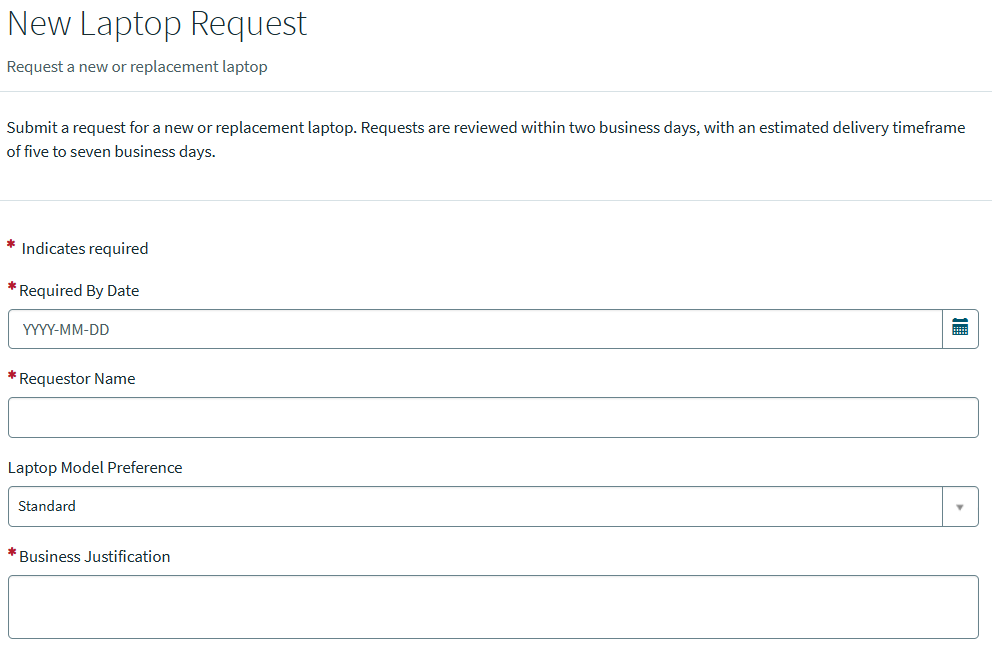 New Laptop Request
Request a new or replacement laptop
Submit a request for a new or replacement laptop. Requests are reviewed within two business days, with an estimated delivery timeframe
of five to seven business days.
* Indicates required
* Required By Date
YYYY-MM-DD
* Requestor Name
Laptop Model Preference
Standard
* Business Justification